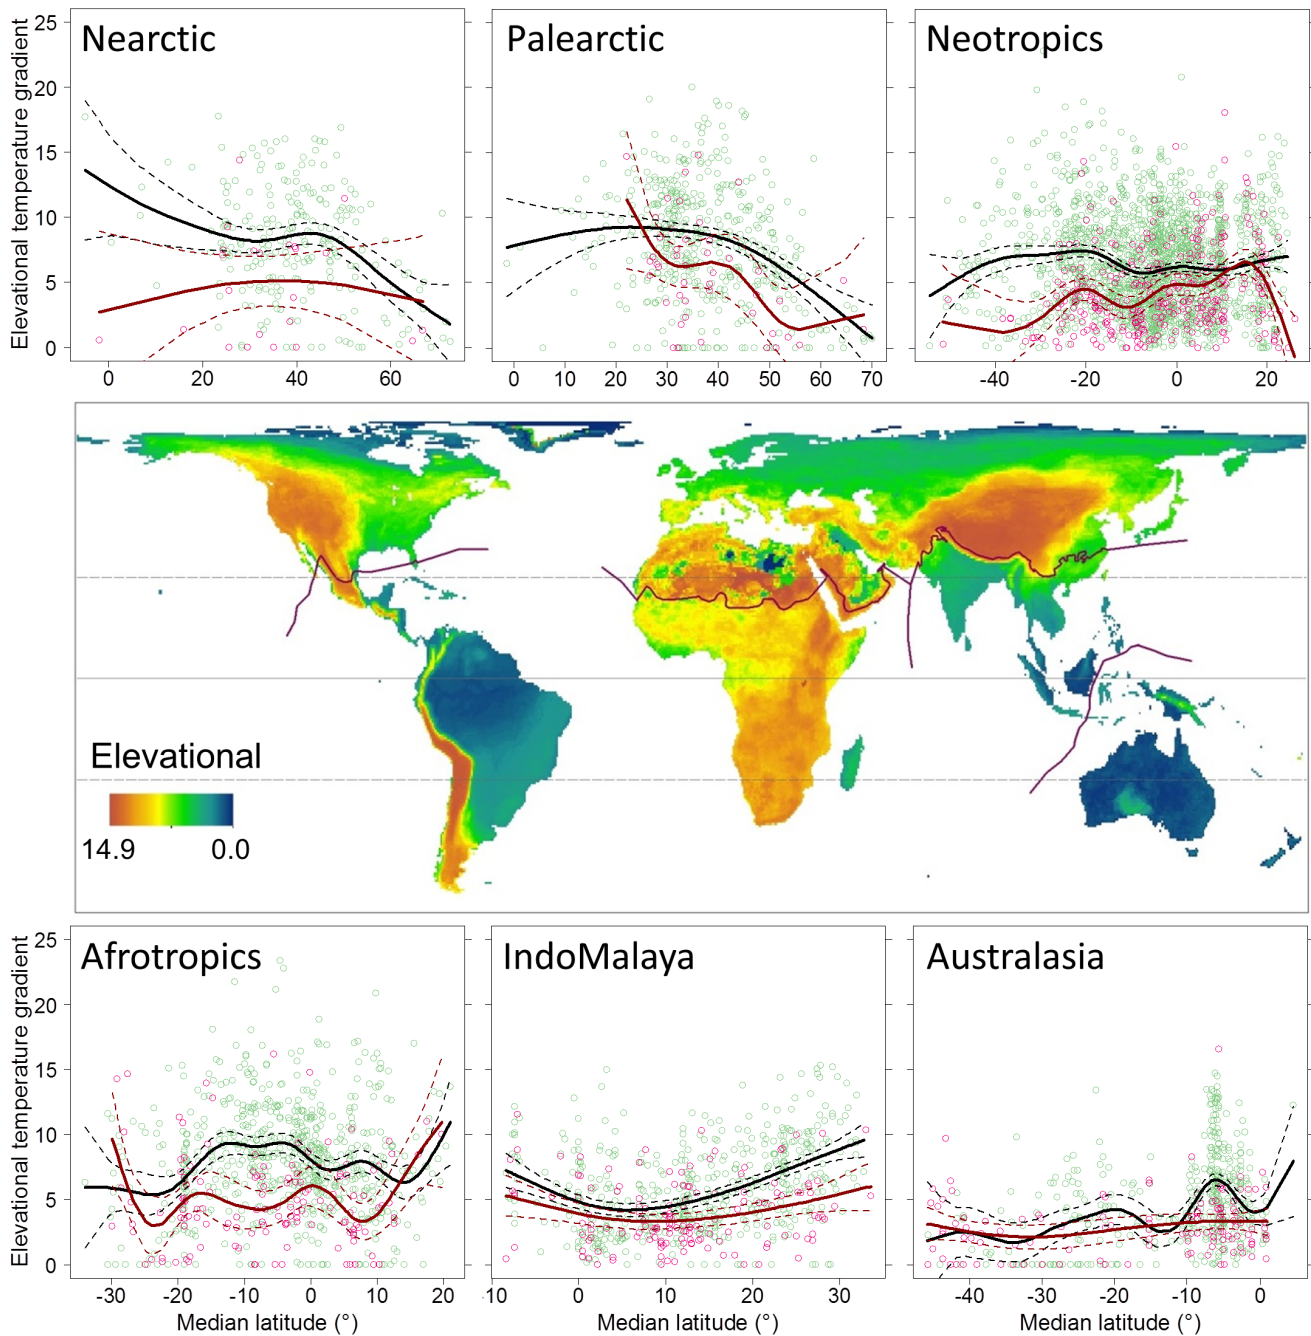 Nearctic
Palearctic
Neotropics
Elevational temperature gradient
25
20
15
10
5
0
0 20 40 60
0 10 20 30 40 50 60 70
-40 -20 0 20
Elevational
14.9 0.0
Afrotropics
IndoMalaya
Australasia
Elevational temperature gradient
25
20
15
10
5
0
-30 -20 -10 0 10 20
-10 0 10 20 30
-40 -30 -20 -10 0
Median latitude (°)
Median latitude (°)
Median latitude (°)